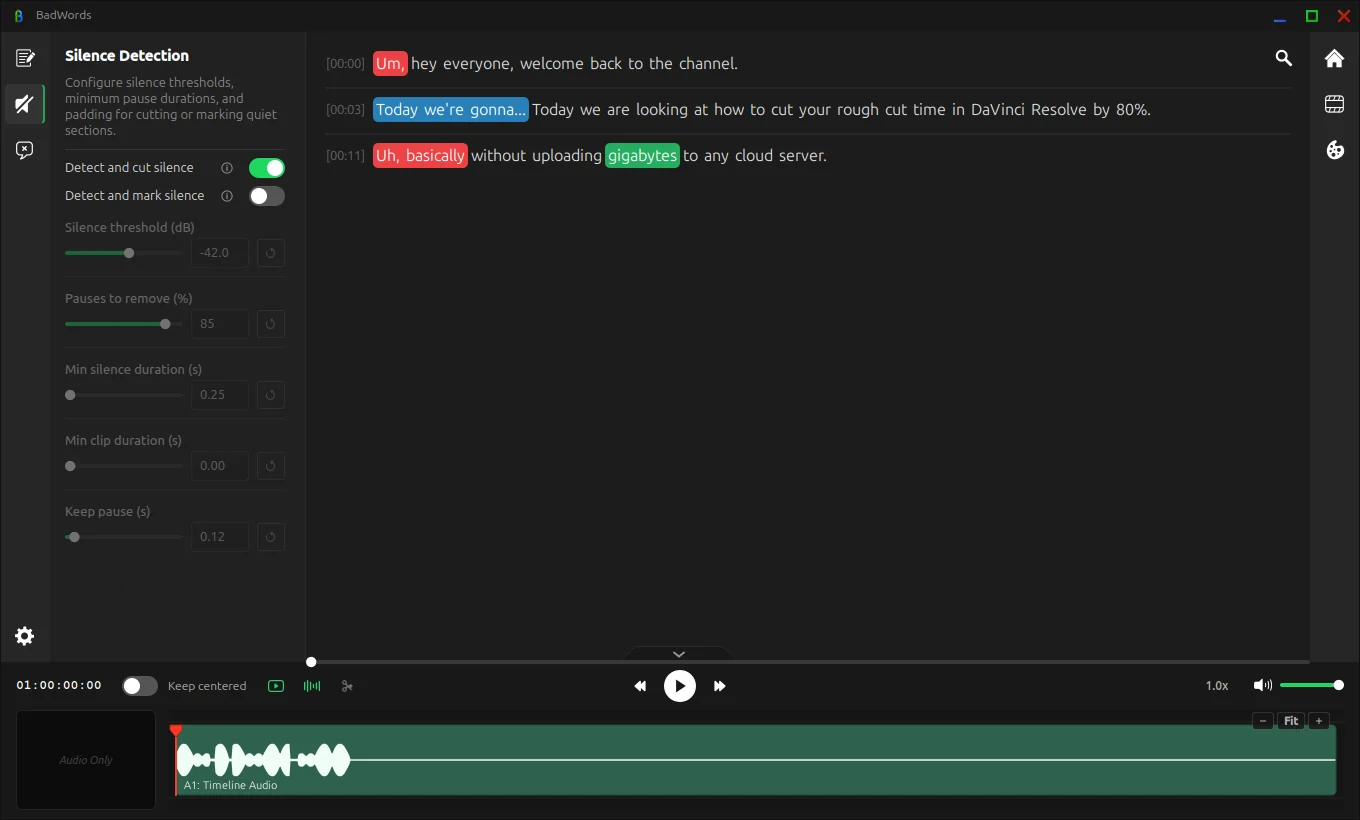 BadWords
Silence Detection
Configure silence thresholds,
minimum pause durations, and
padding for cutting or marking quiet
sections.
Detect and cut silence
Detect and mark silence
Silence threshold (dB)
-42.0
Pauses to remove (%)
85
Min silence duration (s)
0.25
Min clip duration (s)
0.00
Keep pause (s)
0.12
[00:00] Um, hey everyone, welcome back to the channel.
[00:03] Today we're gonna... Today we are looking at how to cut your rough cut time in DaVinci Resolve by 80%.
[00:11] Uh, basically without uploading gigabytes to any cloud server.
01:00:00:00
Keep centered
1.0x
Audio Only
− Fit +
A1: Timeline Audio